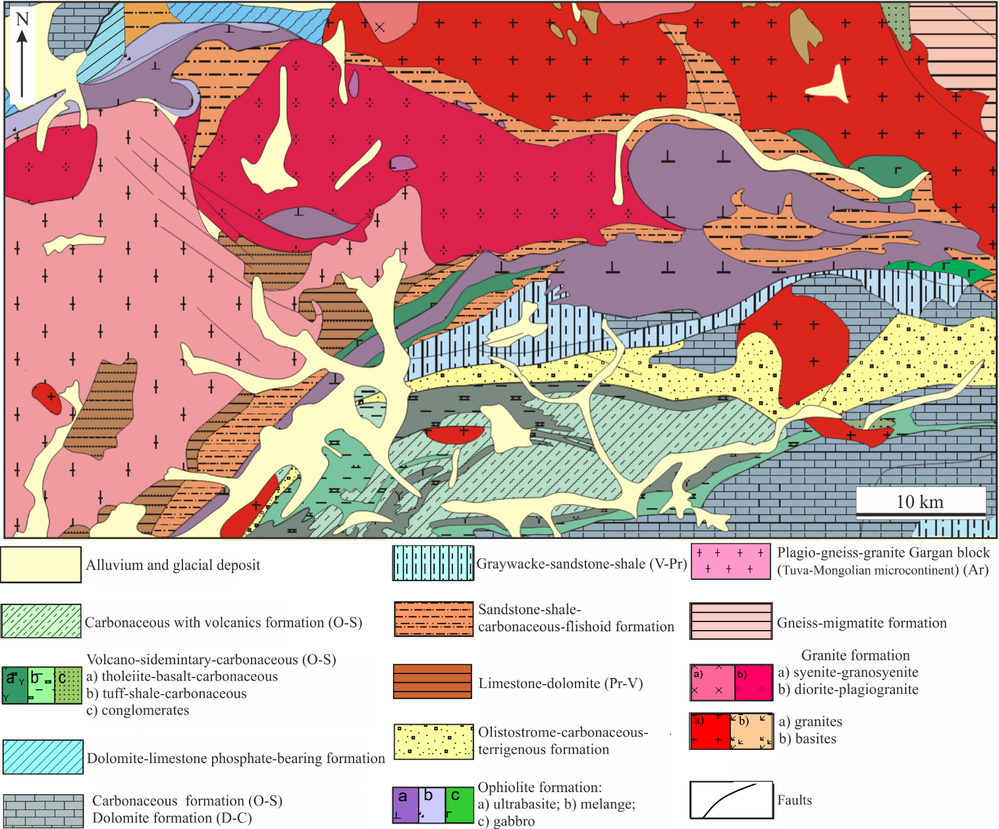 N
10 km
Alluvium and glacial deposit
Carbonaceous with volcanics formation (O-S)
Volcano-sidemintary-carbonaceous (O-S)
a b c
a) tholeiite-basalt-carbonaceous
b) tuff-shale-carbonaceous
c) conglomerates
Dolomite-limestone phosphate-bearing formation
Carbonaceous formation (O-S)
Dolomite formation (D-C)
Graywacke-sandstone-shale (V-Pr)
Sandstone-shale-
carbonaceous-flishoid formation
Limestone-dolomite (Pr-V)
Olistostrome-carbonaceous-
terrigenous formation
Ophiolite formation:
a b c
a) ultrabasite; b) melange;
c) gabbro
Plagio-gneiss-granite Gargan block
(Tuva-Mongolian microcontinent) (Ar)
Gneiss-migmatite formation
Granite formation
a) b)
a) syenite-granosyenite
b) diorite-plagiogranite
a) b)
a) granites
b) basites
Faults